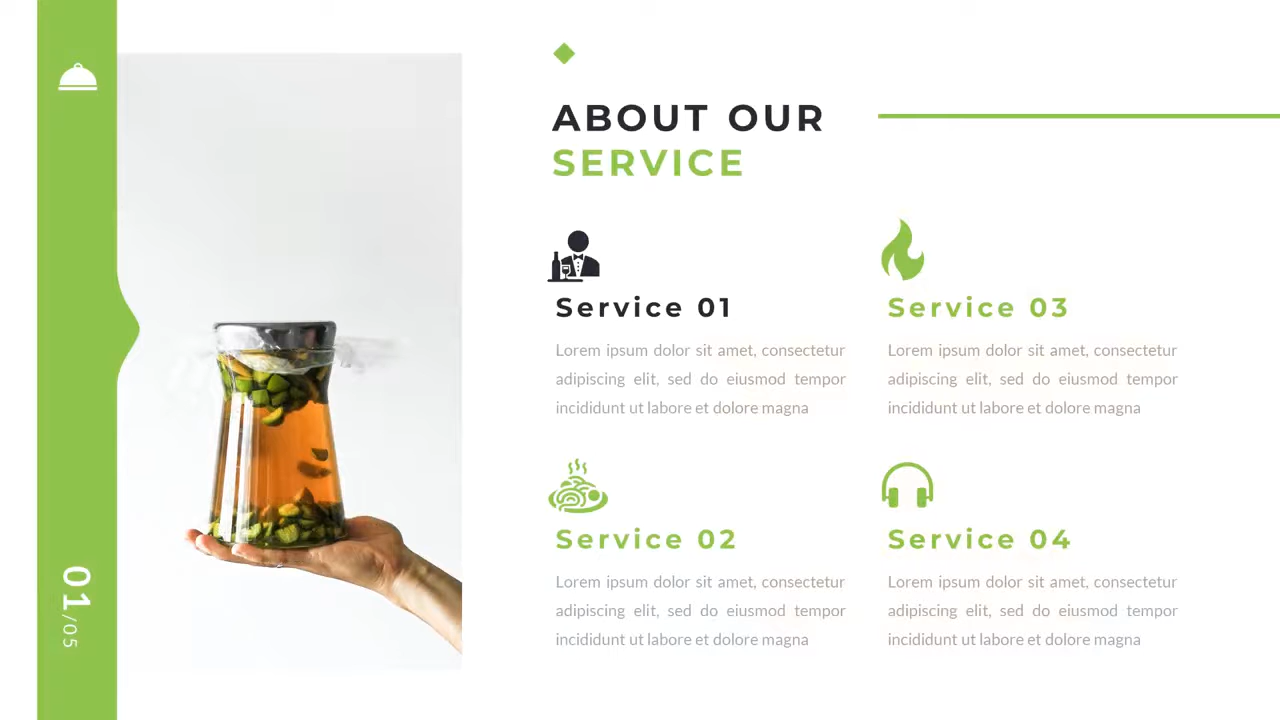 01/05
ABOUT OUR
SERVICE
Service 01
Lorem ipsum dolor sit amet, consectetur
adipiscing elit, sed do eiusmod tempor
incididunt ut labore et dolore magna
Service 02
Lorem ipsum dolor sit amet, consectetur
adipiscing elit, sed do eiusmod tempor
incididunt ut labore et dolore magna
Service 03
Lorem ipsum dolor sit amet, consectetur
adipiscing elit, sed do eiusmod tempor
incididunt ut labore et dolore magna
Service 04
Lorem ipsum dolor sit amet, consectetur
adipiscing elit, sed do eiusmod tempor
incididunt ut labore et dolore magna